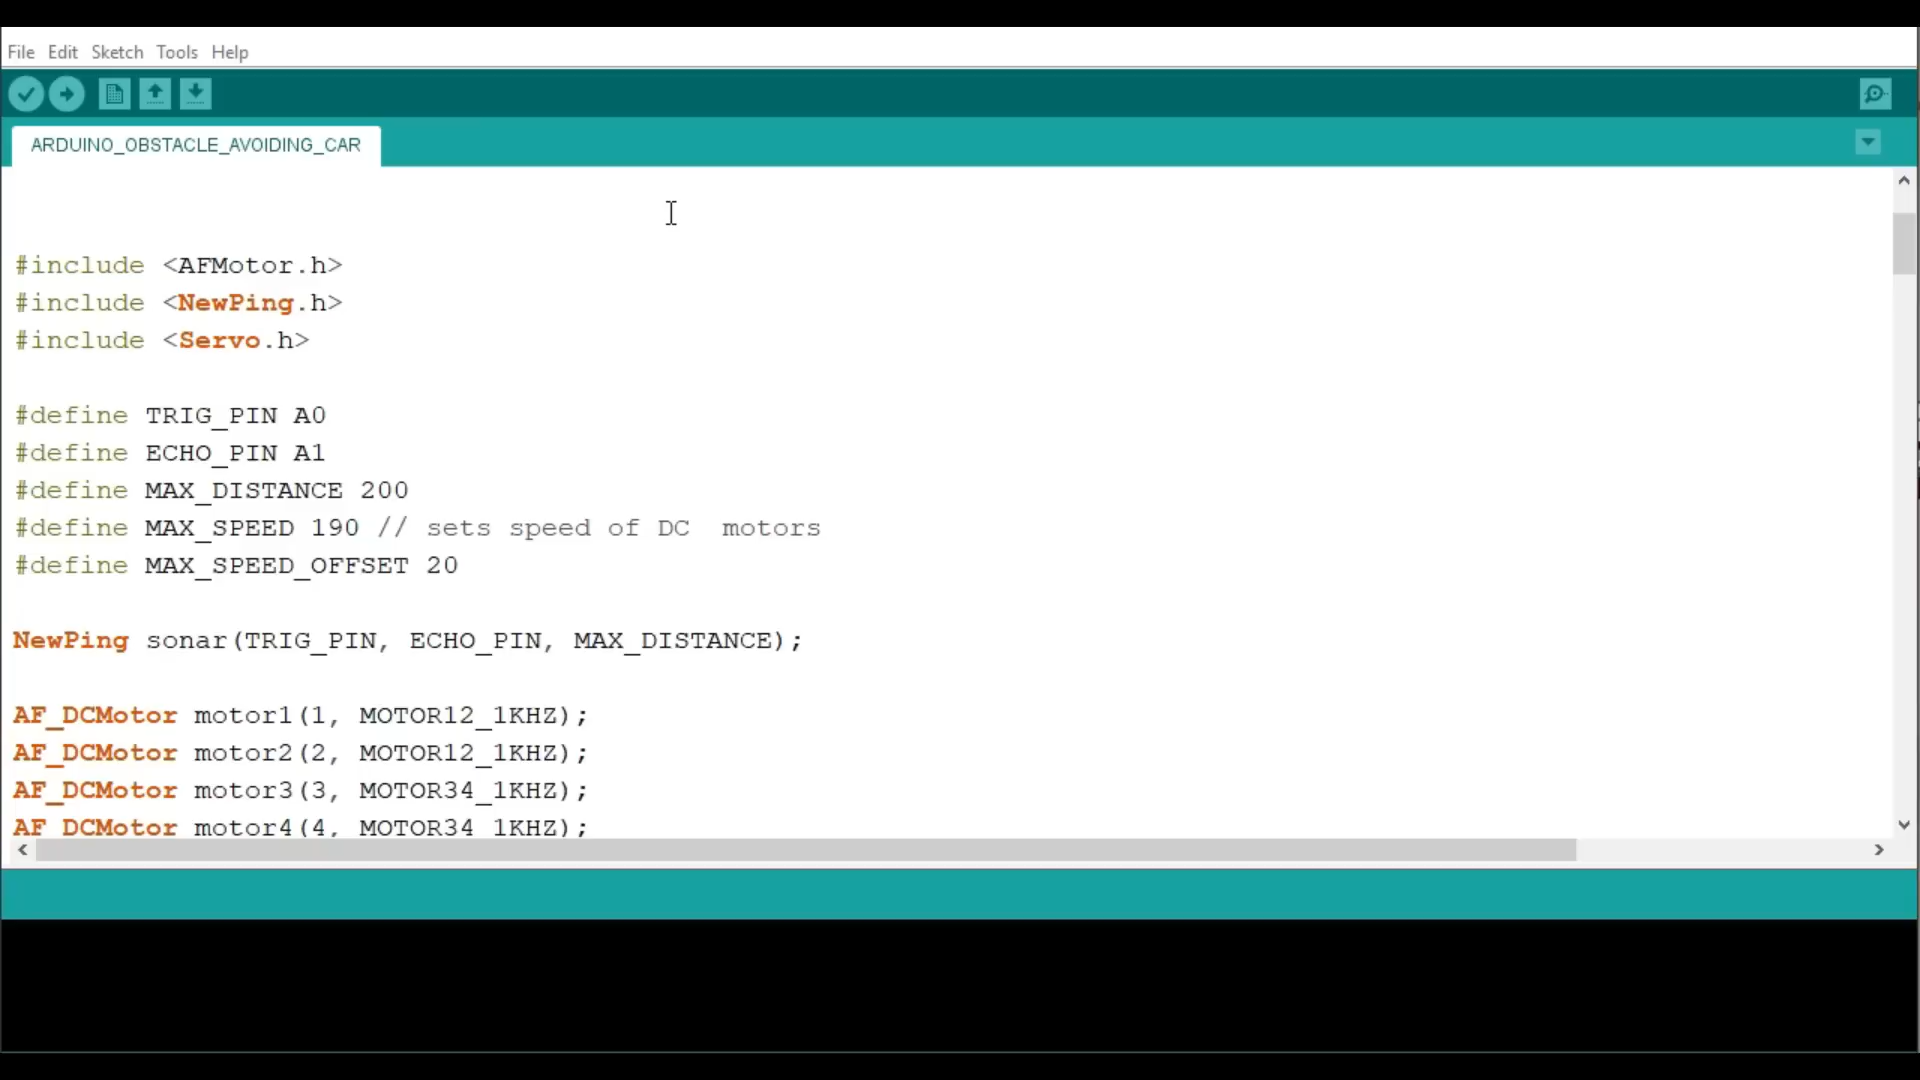 File Edit Sketch Tools Help
ARDUINO_OBSTACLE_AVOIDING_CAR
#include <AFMotor.h>
#include <NewPing.h>
#include <Servo.h>
#define TRIG_PIN A0
#define ECHO_PIN A1
#define MAX_DISTANCE 200
#define MAX_SPEED 190 // sets speed of DC  motors
#define MAX_SPEED_OFFSET 20
NewPing sonar(TRIG_PIN, ECHO_PIN, MAX_DISTANCE);
AF_DCMotor motor1(1, MOTOR12_1KHZ);
AF_DCMotor motor2(2, MOTOR12_1KHZ);
AF_DCMotor motor3(3, MOTOR34_1KHZ);
AF_DCMotor motor4(4, MOTOR34_1KHZ);